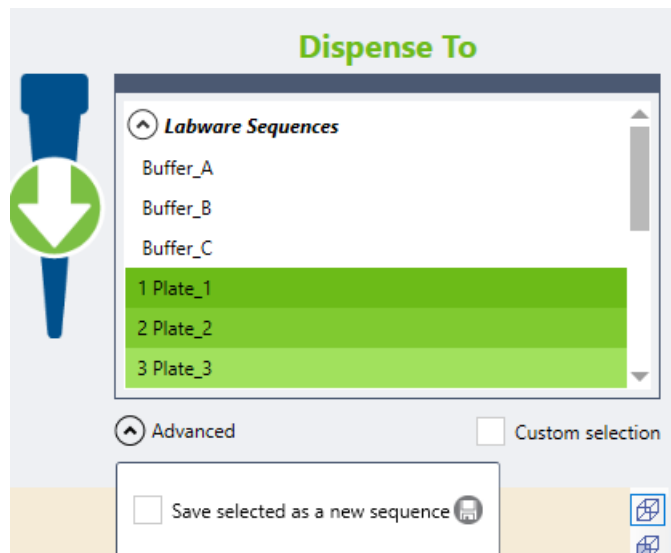 Dispense To
Labware Sequences
Buffer_A
Buffer_B
Buffer_C
1 Plate_1
2 Plate_2
3 Plate_3
Advanced
Custom selection
Save selected as a new sequence